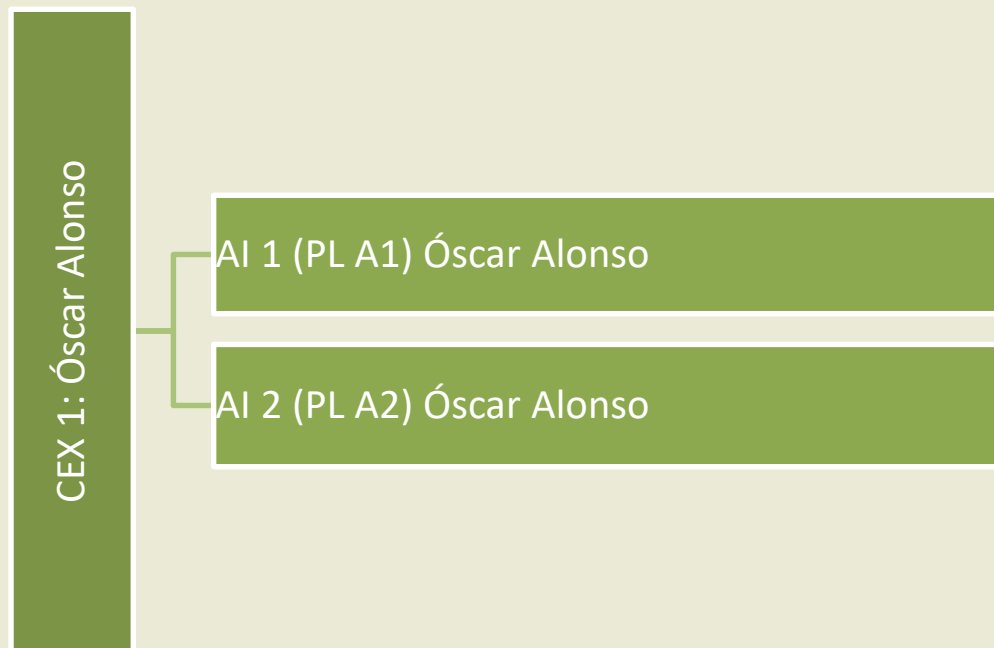 CEX 1: Óscar Alonso
AI 1 (PL A1) Óscar Alonso
AI 2 (PL A2) Óscar Alonso